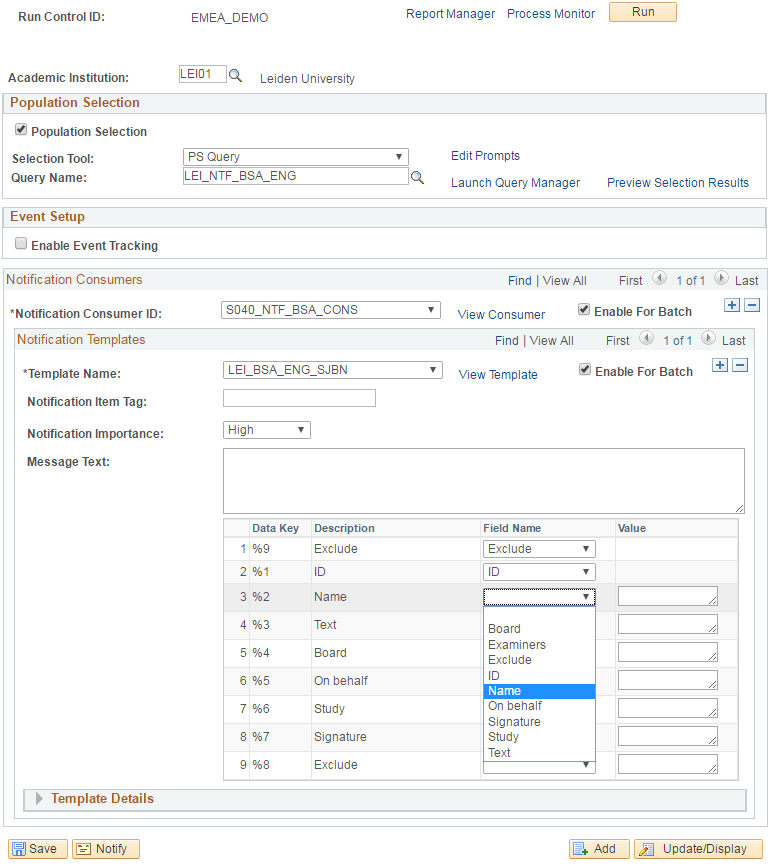 Run Control ID: EMEA_DEMO Report Manager Process Monitor Run
Academic Institution: LEI01 Leiden University
Population Selection
Population Selection
Selection Tool: PS Query Edit Prompts
Query Name: LEI_NTF_BSA_ENG Launch Query Manager Preview Selection Results
Event Setup
Enable Event Tracking
Notification Consumers Find | View All First 1 of 1 Last
*Notification Consumer ID: S040_NTF_BSA_CONS View Consumer Enable For Batch
Notification Templates Find | View All First 1 of 1 Last
*Template Name: LEI_BSA_ENG_SJBN View Template Enable For Batch
Notification Item Tag:
Notification Importance: High
Message Text:
Data Key Description Field Name Value
1 %9 Exclude Exclude
2 %1 ID ID
3 %2 Name
4 %3 Text
5 %4 Board
6 %5 On behalf
7 %6 Study
8 %7 Signature
9 %8 Exclude
Board
Examiners
Exclude
ID
Name
On behalf
Signature
Study
Text
Template Details
Save Notify Add Update/Display